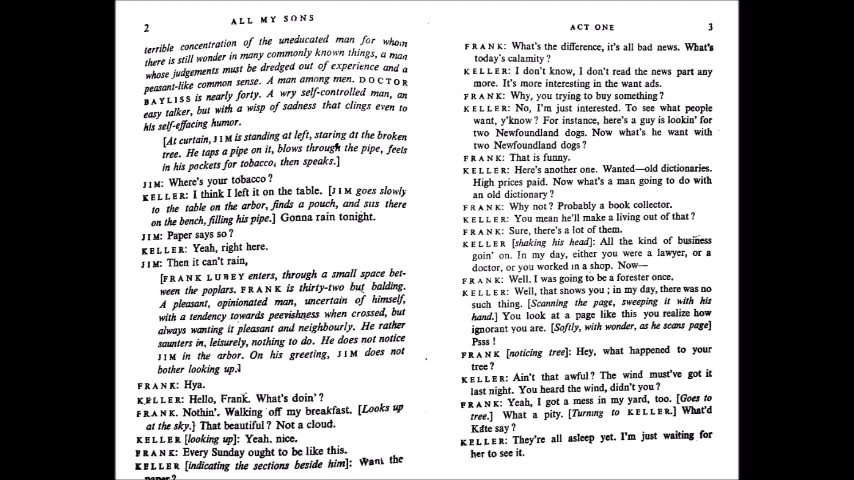 2
ALL MY SONS
terrible concentration of the uneducated man for whom
there is still wonder in many commonly known things, a man
whose judgements must be dredged out of experience and a
peasant-like common sense. A man among men. DOCTOR
BAYLISS is nearly forty. A wry self-controlled man, an
easy talker, but with a wisp of sadness that clings even to
his self-effacing humor.
[At curtain, JIM is standing at left, staring at the broken
tree. He taps a pipe on it, blows through the pipe, feels
in his pockets for tobacco, then speaks.]
JIM: Where's your tobacco?
KELLER: I think I left it on the table. [JIM goes slowly
to the table on the arbor, finds a pouch, and sits there
on the bench, filling his pipe.] Gonna rain tonight.
JIM: Paper says so?
KELLER: Yeah, right here.
JIM: Then it can't rain,
[FRANK LUBEY enters, through a small space bet-
ween the poplars. FRANK is thirty-two but balding.
A pleasant, opinionated man, uncertain of himself,
with a tendency towards peevishness when crossed, but
always wanting it pleasant and neighbourly. He rather
saunters in, leisurely, nothing to do. He does not notice
JIM in the arbor. On his greeting, JIM does not
bother looking up.]
FRANK: Hya.
KELLER: Hello, Frank. What's doin'?
FRANK. Nothin'. Walking off my breakfast. [Looks up
at the sky.] That beautiful? Not a cloud.
KELLER [looking up]: Yeah. nice.
FRANK: Every Sunday ought to be like this.
KELLER [indicating the sections beside him]: Want the
paper?
ACT ONE
3
FRANK: What's the difference, it's all bad news. What's
today's calamity?
KELLER: I don't know, I don't read the news part any
more. It's more interesting in the want ads.
FRANK: Why, you trying to buy something?
KELLER: No, I'm just interested. To see what people
want, y'know? For instance, here's a guy is lookin' for
two Newfoundland dogs. Now what's he want with
two Newfoundland dogs?
FRANK: That is funny.
KELLER: Here's another one. Wanted—old dictionaries.
High prices paid. Now what's a man going to do with
an old dictionary?
FRANK: Why not? Probably a book collector.
KELLER: You mean he'll make a living out of that?
FRANK: Sure, there's a lot of them.
KELLER [shaking his head]: All the kind of business
goin' on. In my day, either you were a lawyer, or a
doctor, or you worked in a shop. Now—
FRANK: Well. I was going to be a forester once.
KELLER: Well, that shows you; in my day, there was no
such thing. [Scanning the page, sweeping it with his
hand.] You look at a page like this you realize how
ignorant you are. [Softly, with wonder, as he scans page]
Psss!
FRANK [noticing tree]: Hey, what happened to your
tree?
KELLER: Ain't that awful? The wind must've got it
last night. You heard the wind, didn't you?
FRANK: Yeah, I got a mess in my yard, too. [Goes to
tree.] What a pity. [Turning to KELLER.] What'd
Kate say?
KELLER: They're all asleep yet. I'm just waiting for
her to see it.